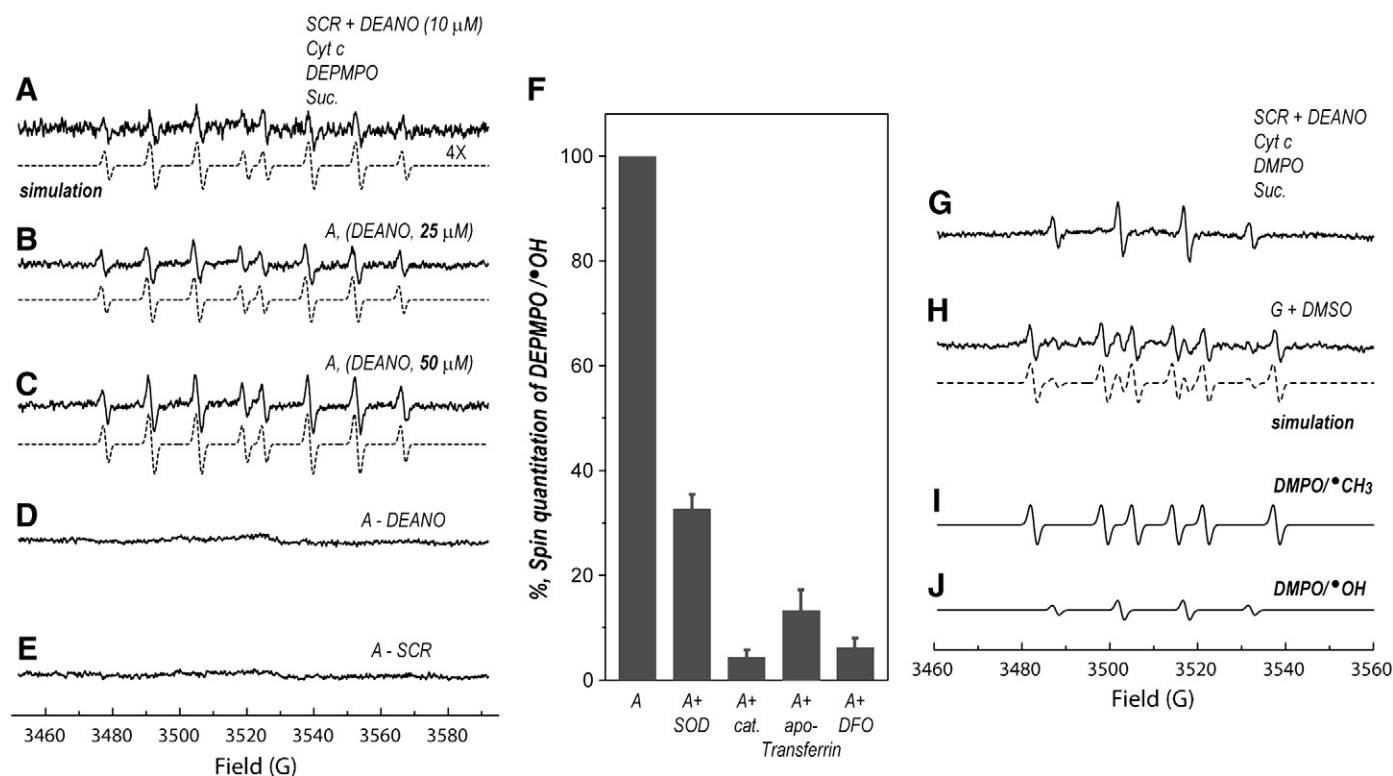 SCR + DEANO (10 μM)
Cyt c
DEPMPO
Suc.
A
4X
simulation
B
A, (DEANO, 25 μM)
C
A, (DEANO, 50 μM)
D
A - DEANO
E
A - SCR
3460 3480 3500 3520 3540 3560 3580
Field (G)
F
%, Spin quantitation of DEPMPO/•OH
100
80
60
40
20
0
A A+ A+ A+ A+
SOD cat. apo- DFO
Transferrin
SCR + DEANO
Cyt c
DMPO
Suc.
G
H
G + DMSO
simulation
I
DMPO/•CH3
J
DMPO/•OH
3460 3480 3500 3520 3540 3560
Field (G)